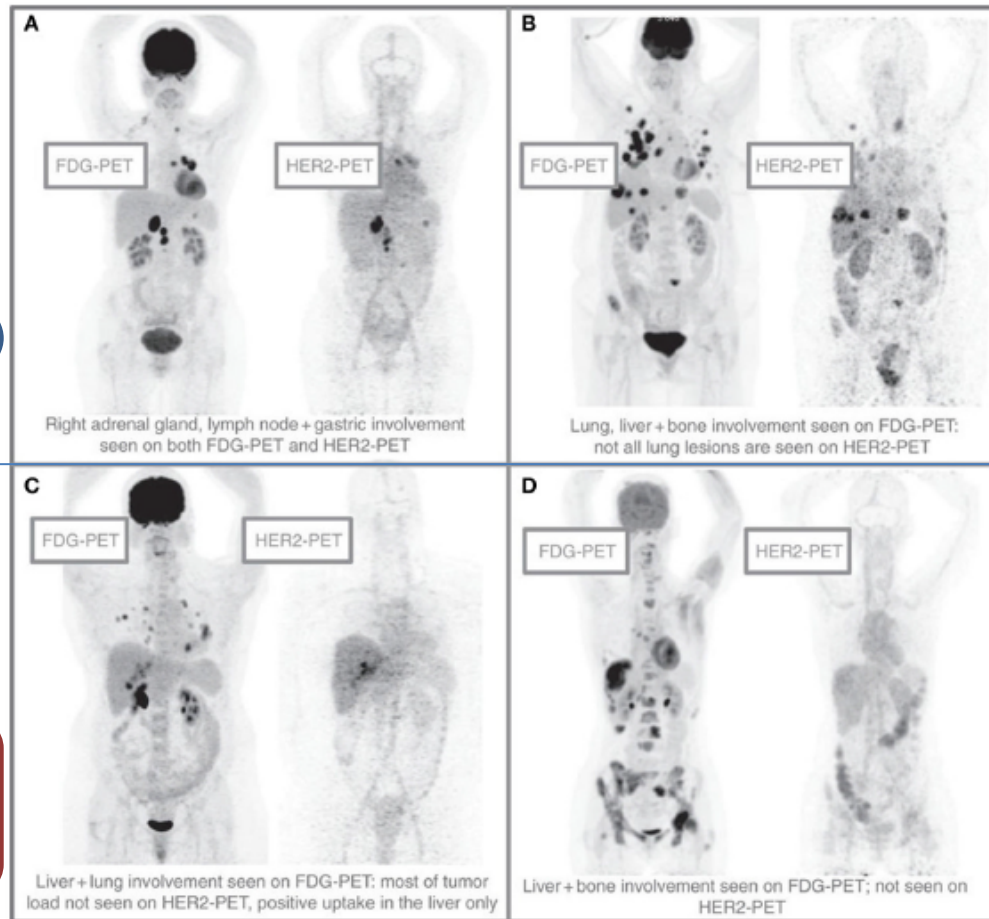 A
FDG-PET
HER2-PET
Right adrenal gland, lymph node + gastric involvement
seen on both FDG-PET and HER2-PET
B
FDG-PET
HER2-PET
Lung, liver + bone involvement seen on FDG-PET:
not all lung lesions are seen on HER2-PET
C
FDG-PET
HER2-PET
Liver + lung involvement seen on FDG-PET: most of tumor
load not seen on HER2-PET, positive uptake in the liver only
D
FDG-PET
HER2-PET
Liver + bone involvement seen on FDG-PET; not seen on
HER2-PET